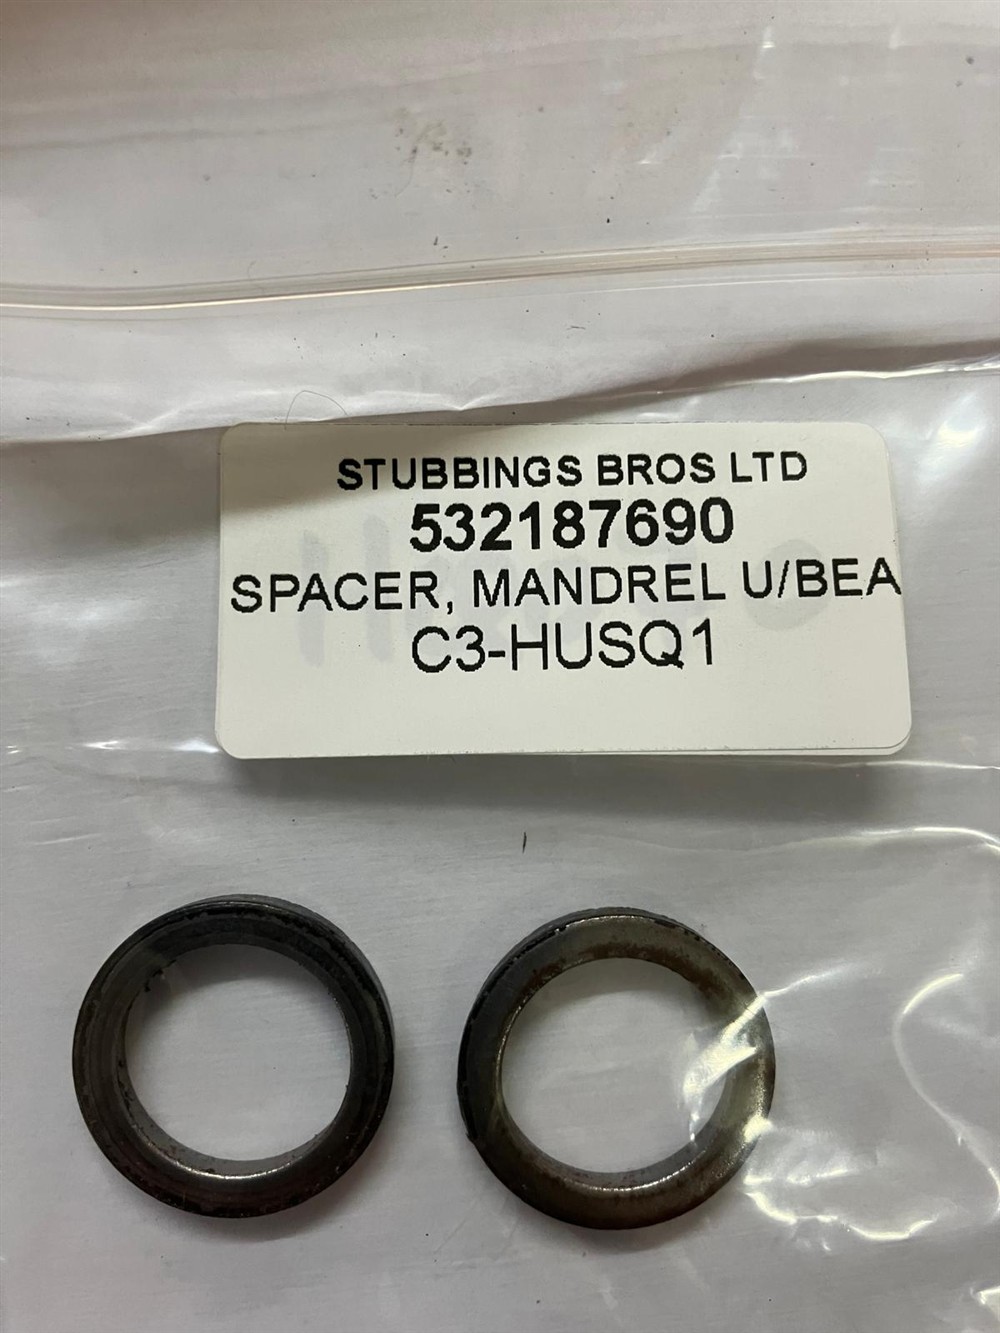 STUBBINGS BROS LTD
532187690
SPACER, MANDREL U/BEA
C3-HUSQ1